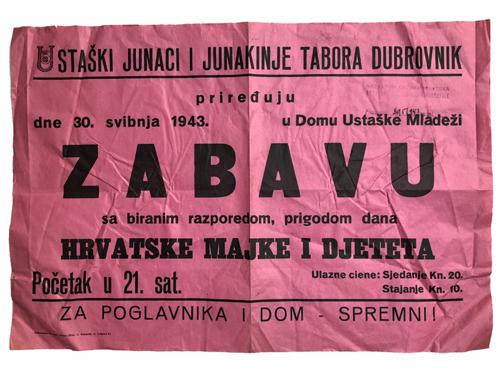 USTAŠKI JUNACI I JUNAKINJE TABORA DUBROVNIK
priređuju
dne 30. svibnja 1943. u Domu Ustaške Mladeži
ZABAVU
sa biranim razporedom, prigodom dana
HRVATSKE MAJKE I DJETETA
Početak u 21. sat.
Ulazne ciene: Sjedanje Kn. 20.
Stajanje Kn. 10.
ZA POGLAVNIKA I DOM - SPREMNI!